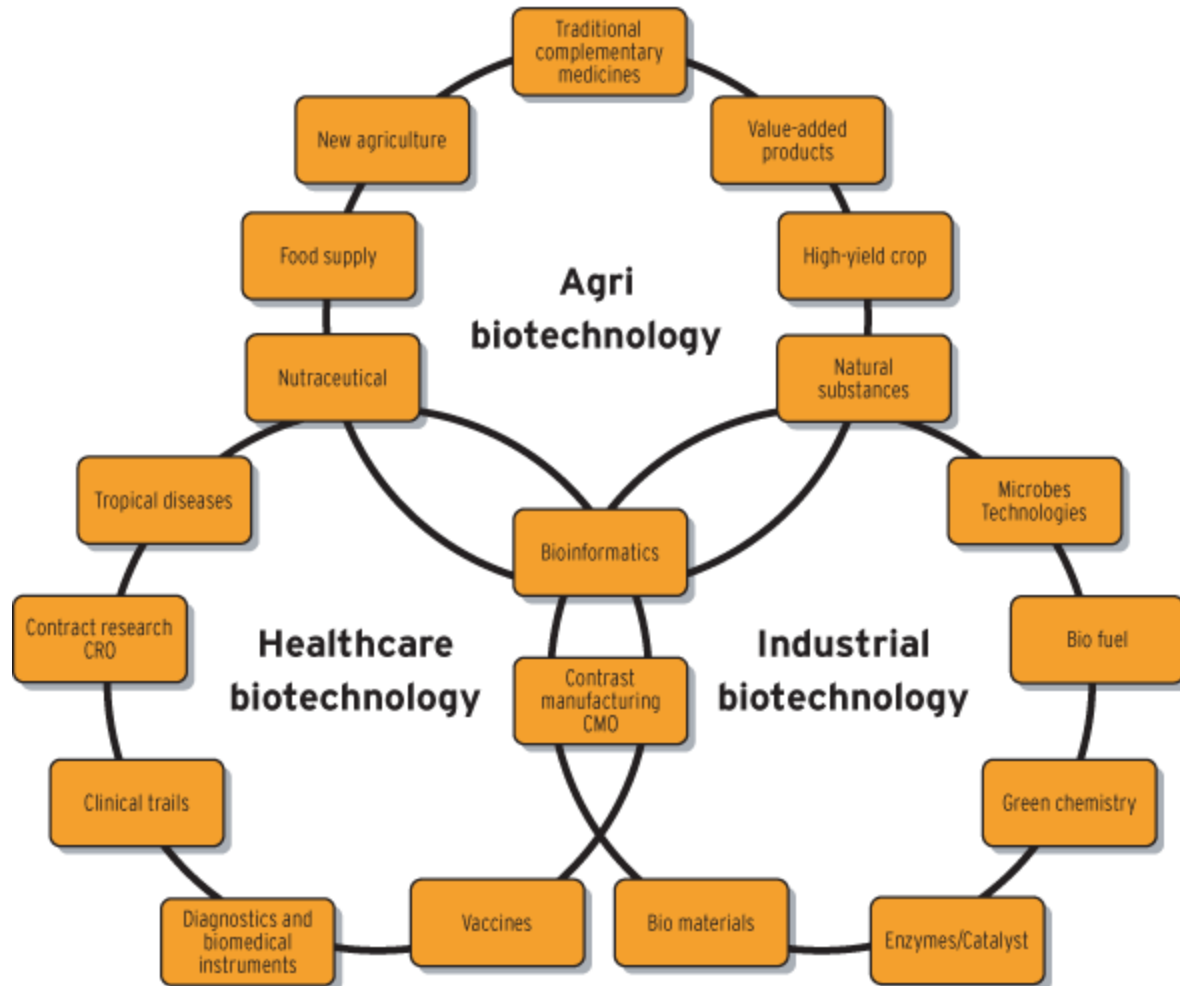 Traditional
complementary
medicines
New agriculture
Value-added
products
Food supply
High-yield crop
Agri
biotechnology
Nutraceutical
Natural
substances
Tropical diseases
Microbes
Technologies
Bioinformatics
Contract research
CRO
Healthcare
biotechnology
Contrast
manufacturing
CMO
Industrial
biotechnology
Bio fuel
Clinical trails
Green chemistry
Diagnostics and
biomedical
instruments
Vaccines
Bio materials
Enzymes/Catalyst